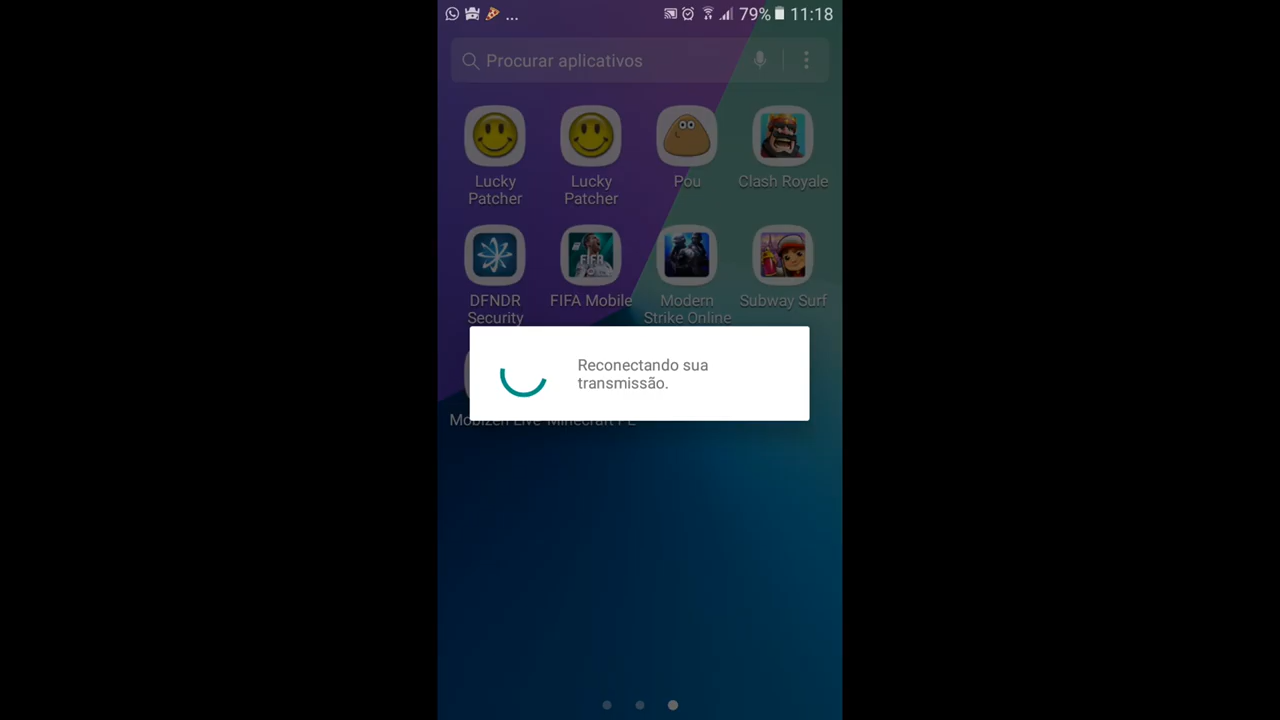 ... 79% 11:18
Procurar aplicativos
Lucky Patcher
Lucky Patcher
Pou
Clash Royale
FIFA
DFNDR Security
FIFA Mobile
Modern Strike Online
Subway Surf
Reconectando sua
transmissão.
Mobizen Live
Minecraft PE